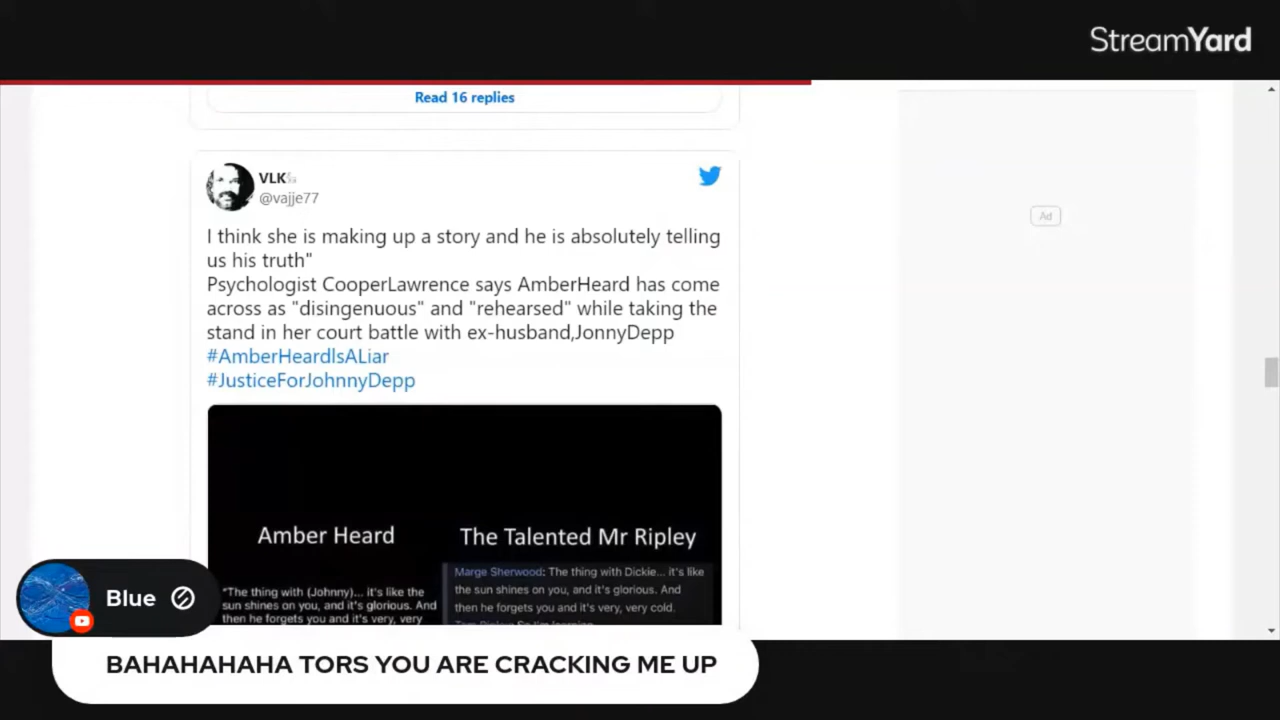 StreamYard
Read 16 replies
VLK
@vajje77
I think she is making up a story and he is absolutely telling
us his truth"
Psychologist CooperLawrence says AmberHeard has come
across as "disingenuous" and "rehearsed" while taking the
stand in her court battle with ex-husband,JonnyDepp
#AmberHeardIsALiar
#JusticeForJohnnyDepp
Ad
Amber Heard
The Talented Mr Ripley
"The thing with (Johnny)... it's like the
sun shines on you, and it's glorious. And
then he forgets you and it's very, very
Marge Sherwood: The thing with Dickie... it's like
the sun shines on you, and it's glorious. And
then he forgets you and it's very, very cold.
Blue
BAHAHAHAHA TORS YOU ARE CRACKING ME UP